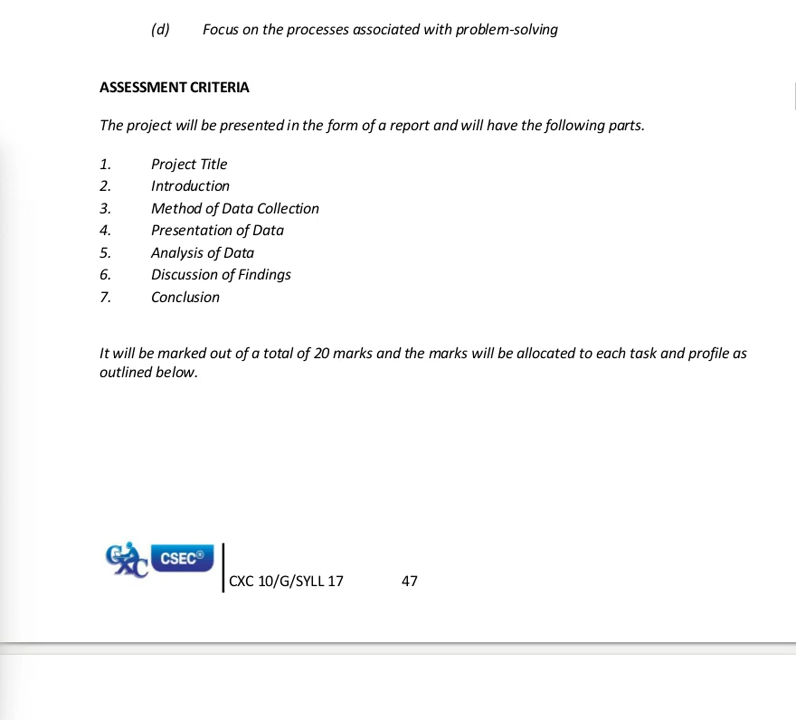 (d) Focus on the processes associated with problem-solving
ASSESSMENT CRITERIA
The project will be presented in the form of a report and will have the following parts.
1. Project Title
2. Introduction
3. Method of Data Collection
4. Presentation of Data
5. Analysis of Data
6. Discussion of Findings
7. Conclusion
It will be marked out of a total of 20 marks and the marks will be allocated to each task and profile as
outlined below.
CXC CSEC®
CXC 10/G/SYLL 17 47